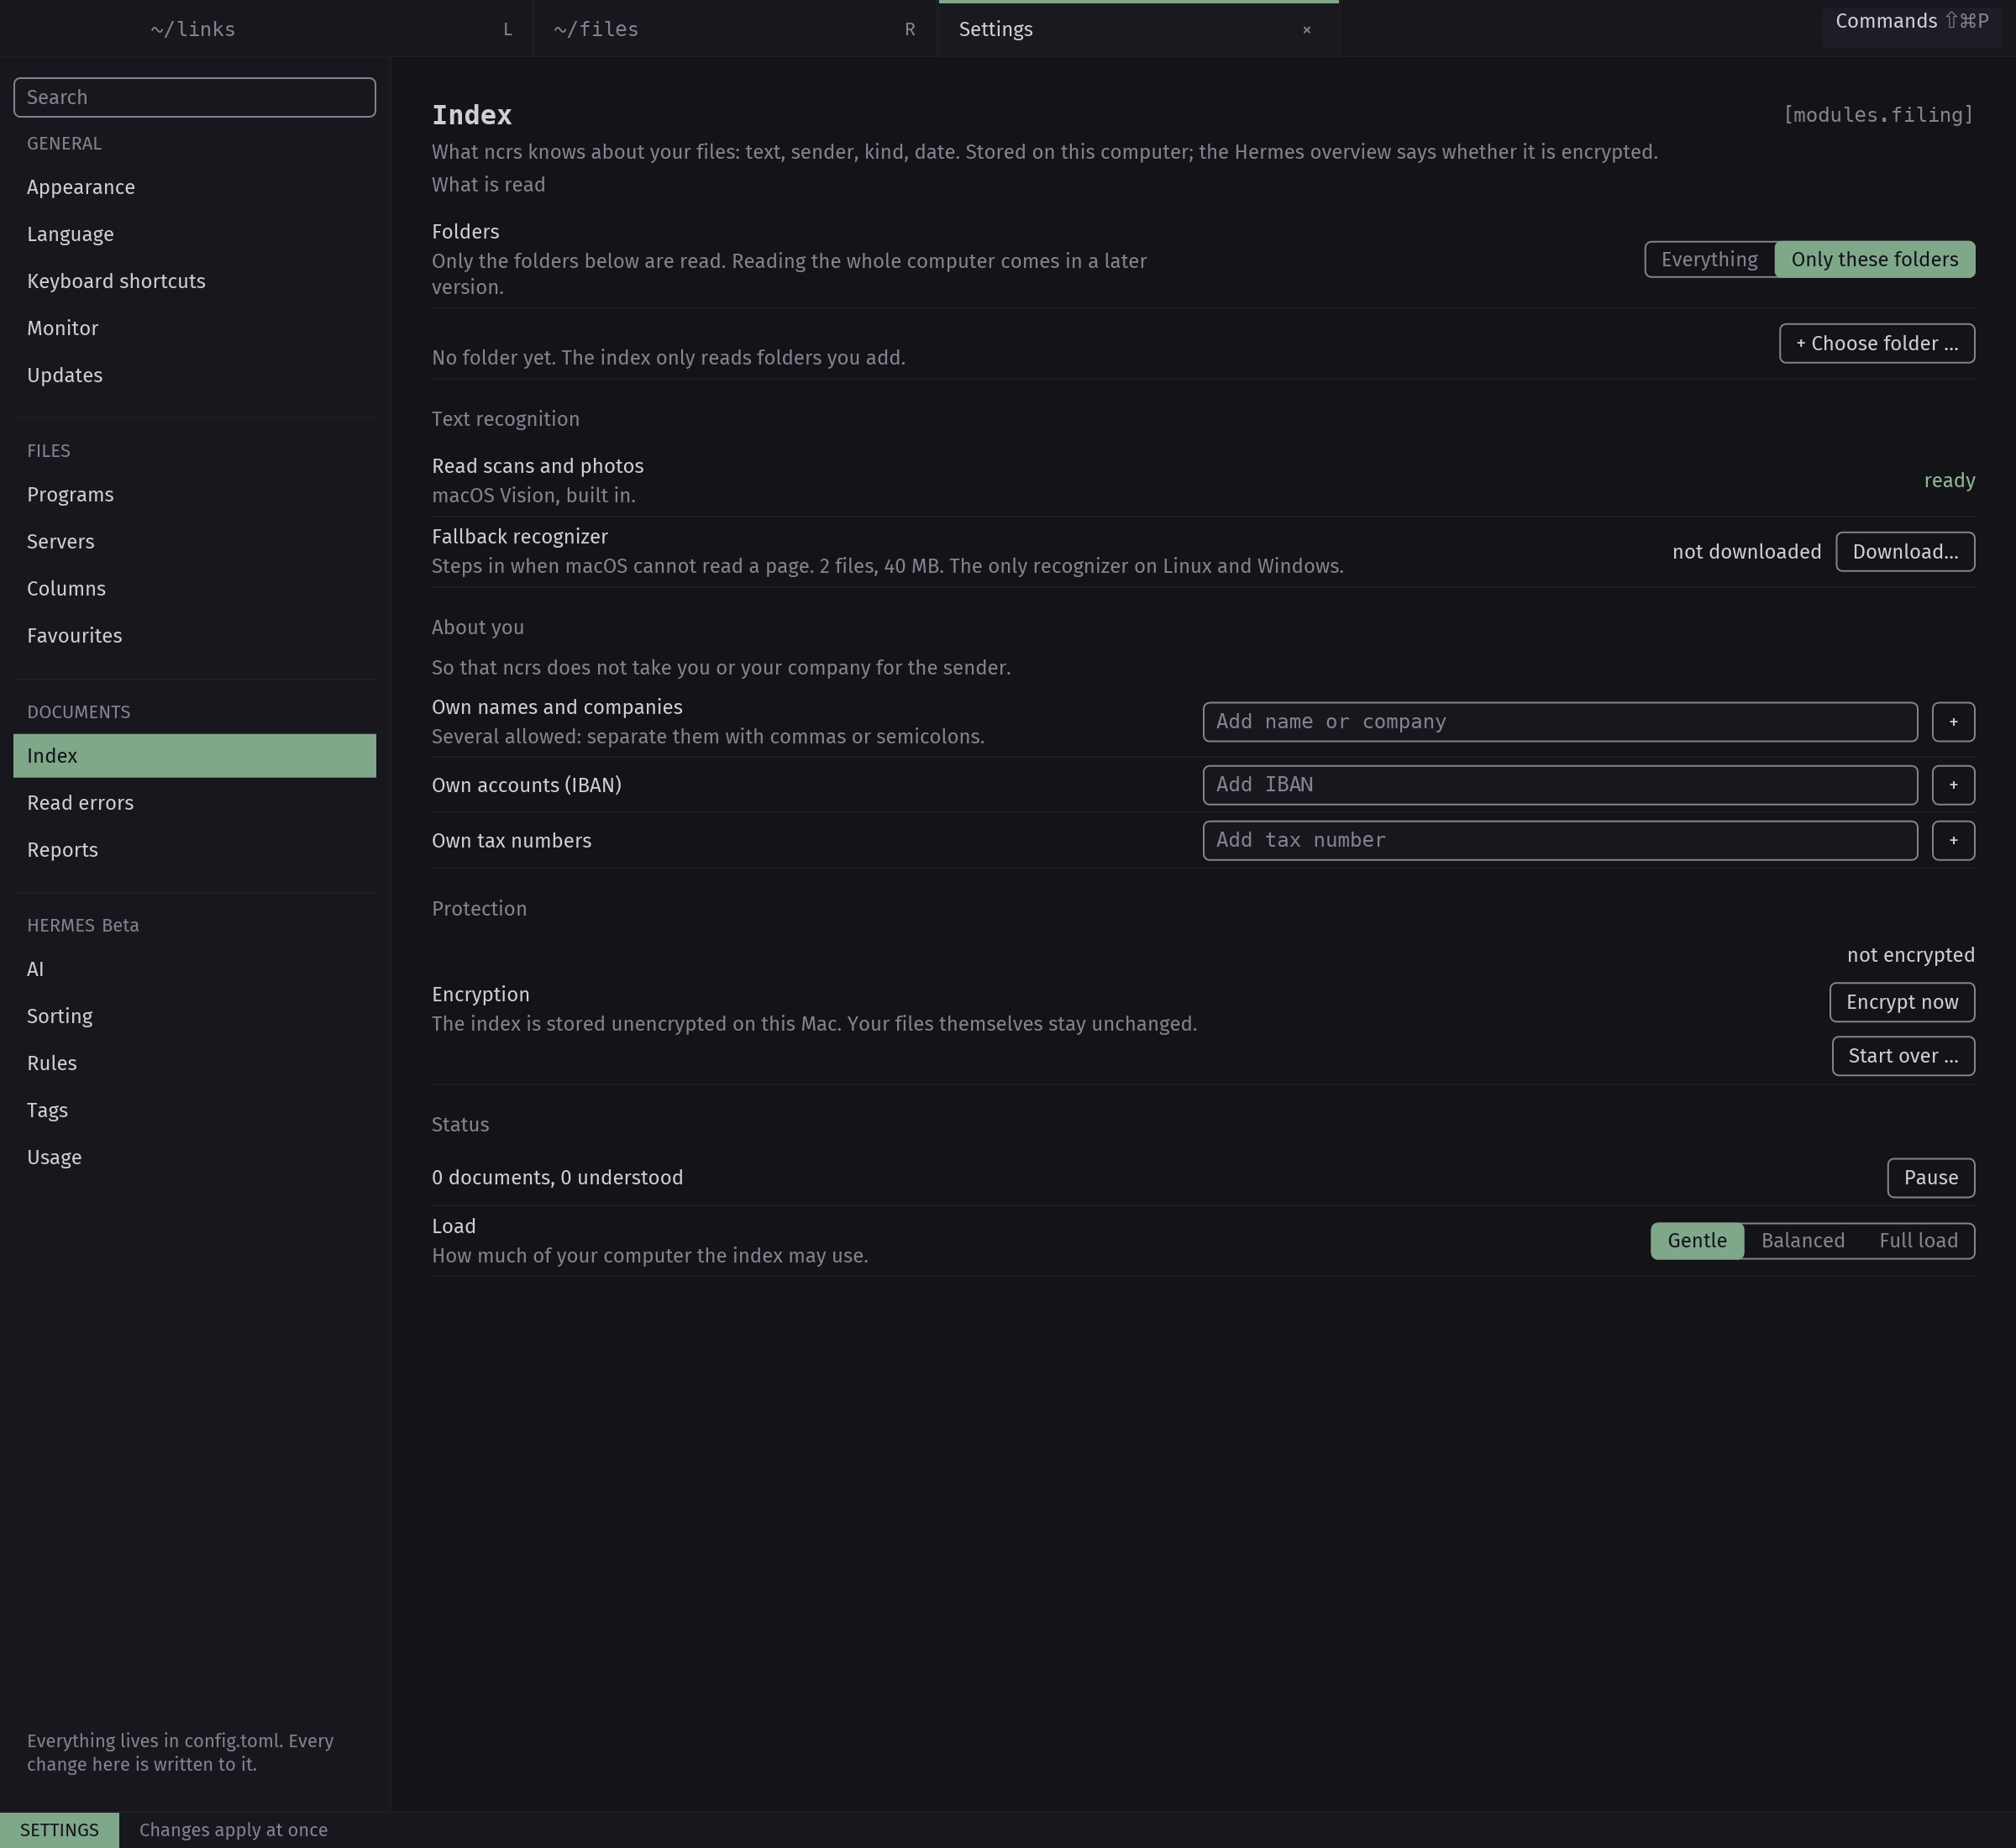 ~/links L ~/files R Settings × Commands ⇧⌘P
Search
GENERAL
Appearance
Language
Keyboard shortcuts
Monitor
Updates
FILES
Programs
Servers
Columns
Favourites
DOCUMENTS
Index
Read errors
Reports
HERMES Beta
AI
Sorting
Rules
Tags
Usage
Everything lives in config.toml. Every
change here is written to it.
Index [modules.filing]
What ncrs knows about your files: text, sender, kind, date. Stored on this computer; the Hermes overview says whether it is encrypted.
What is read
Folders
Only the folders below are read. Reading the whole computer comes in a later
version.
Everything Only these folders
No folder yet. The index only reads folders you add.
+ Choose folder ...
Text recognition
Read scans and photos
macOS Vision, built in.
ready
Fallback recognizer
Steps in when macOS cannot read a page. 2 files, 40 MB. The only recognizer on Linux and Windows.
not downloaded Download...
About you
So that ncrs does not take you or your company for the sender.
Own names and companies
Several allowed: separate them with commas or semicolons.
Add name or company +
Own accounts (IBAN) Add IBAN +
Own tax numbers Add tax number +
Protection
not encrypted
Encryption
The index is stored unencrypted on this Mac. Your files themselves stay unchanged.
Encrypt now
Start over ...
Status
0 documents, 0 understood Pause
Load
How much of your computer the index may use.
Gentle Balanced Full load
SETTINGS Changes apply at once